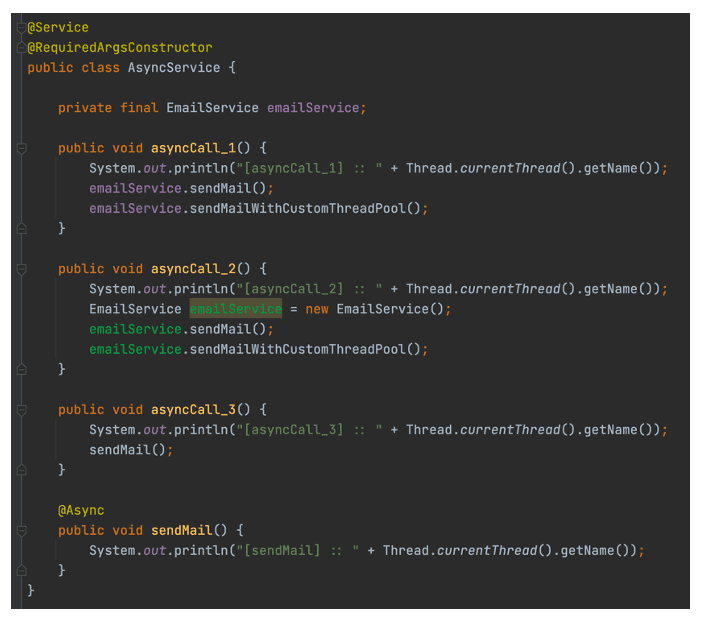 @Service
@RequiredArgsConstructor
public class AsyncService {
private final EmailService emailService;
public void asyncCall_1() {
System.out.println("[asyncCall_1] :: " + Thread.currentThread().getName());
emailService.sendMail();
emailService.sendMailWithCustomThreadPool();
}
public void asyncCall_2() {
System.out.println("[asyncCall_2] :: " + Thread.currentThread().getName());
EmailService emailService = new EmailService();
emailService.sendMail();
emailService.sendMailWithCustomThreadPool();
}
public void asyncCall_3() {
System.out.println("[asyncCall_3] :: " + Thread.currentThread().getName());
sendMail();
}
@Async
public void sendMail() {
System.out.println("[sendMail] :: " + Thread.currentThread().getName());
}
}